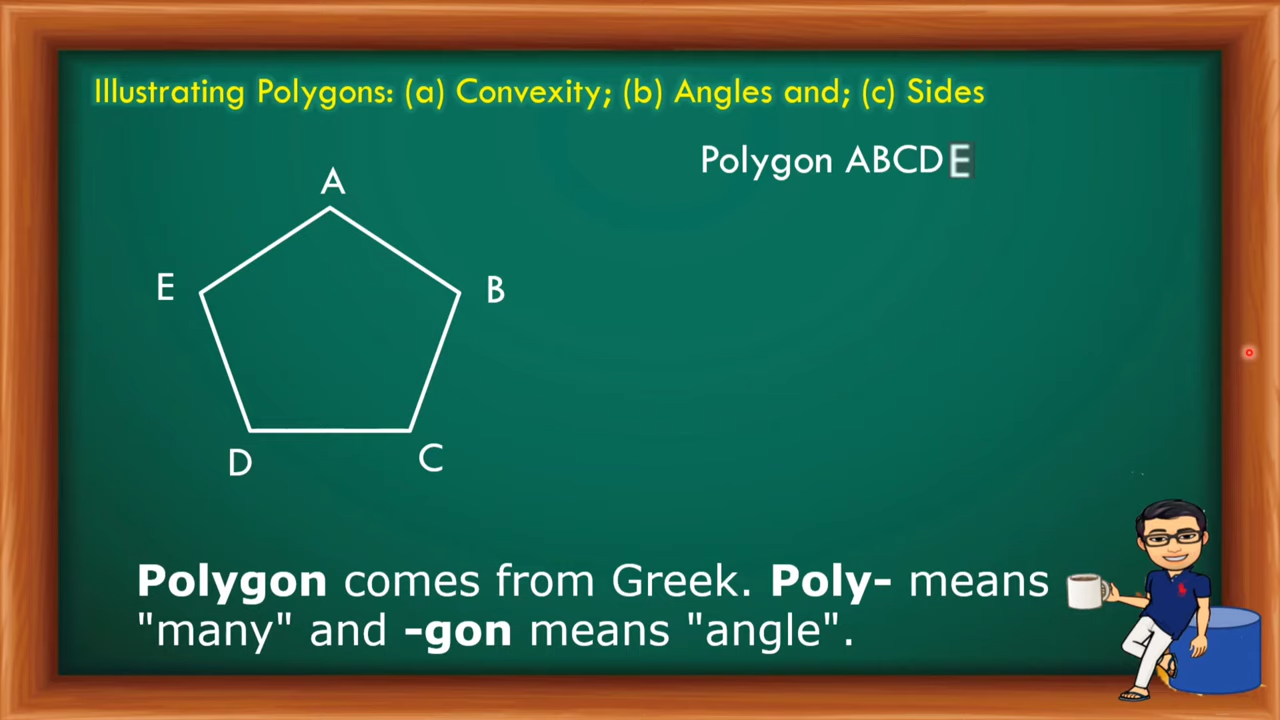 Illustrating Polygons: (a) Convexity; (b) Angles and; (c) Sides
Polygon ABCDE
A
E
B
D
C
Polygon comes from Greek. Poly- means
"many" and -gon means "angle".